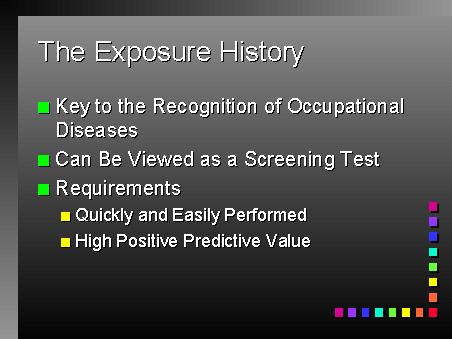 The Exposure History
Key to the Recognition of Occupational
Diseases
Can Be Viewed as a Screening Test
Requirements
Quickly and Easily Performed
High Positive Predictive Value